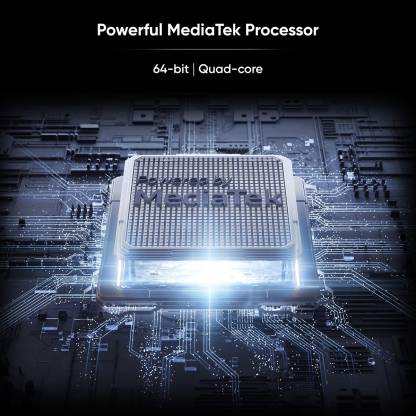 Powerful MediaTek Processor
64-bit | Quad-core
Powered by
MediaTek